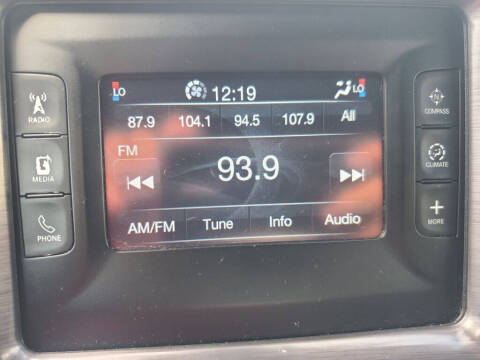 LO 12:19 LO
87.9 104.1 94.5 107.9 All
FM
93.9
AM/FM Tune Info Audio
RADIO
MEDIA
PHONE
N
COMPASS
CLIMATE
MORE